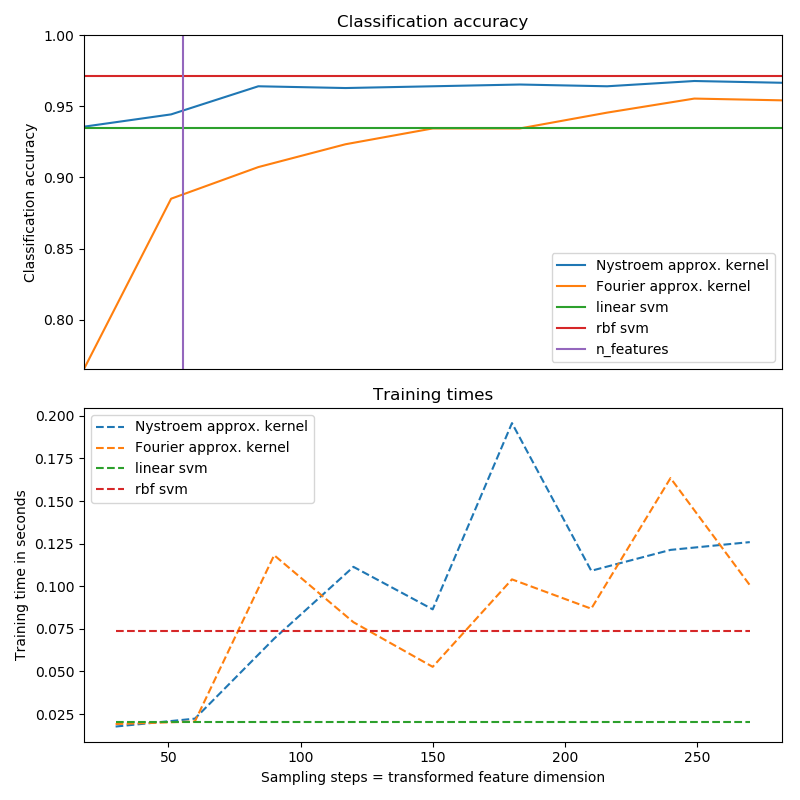 Classification accuracy
1.00
0.95
0.90
0.85
0.80
Classification accuracy
Nystroem approx. kernel
Fourier approx. kernel
linear svm
rbf svm
n_features
Training times
0.200
0.175
0.150
0.125
0.100
0.075
0.050
0.025
Training time in seconds
Nystroem approx. kernel
Fourier approx. kernel
linear svm
rbf svm
50 100 150 200 250
Sampling steps = transformed feature dimension